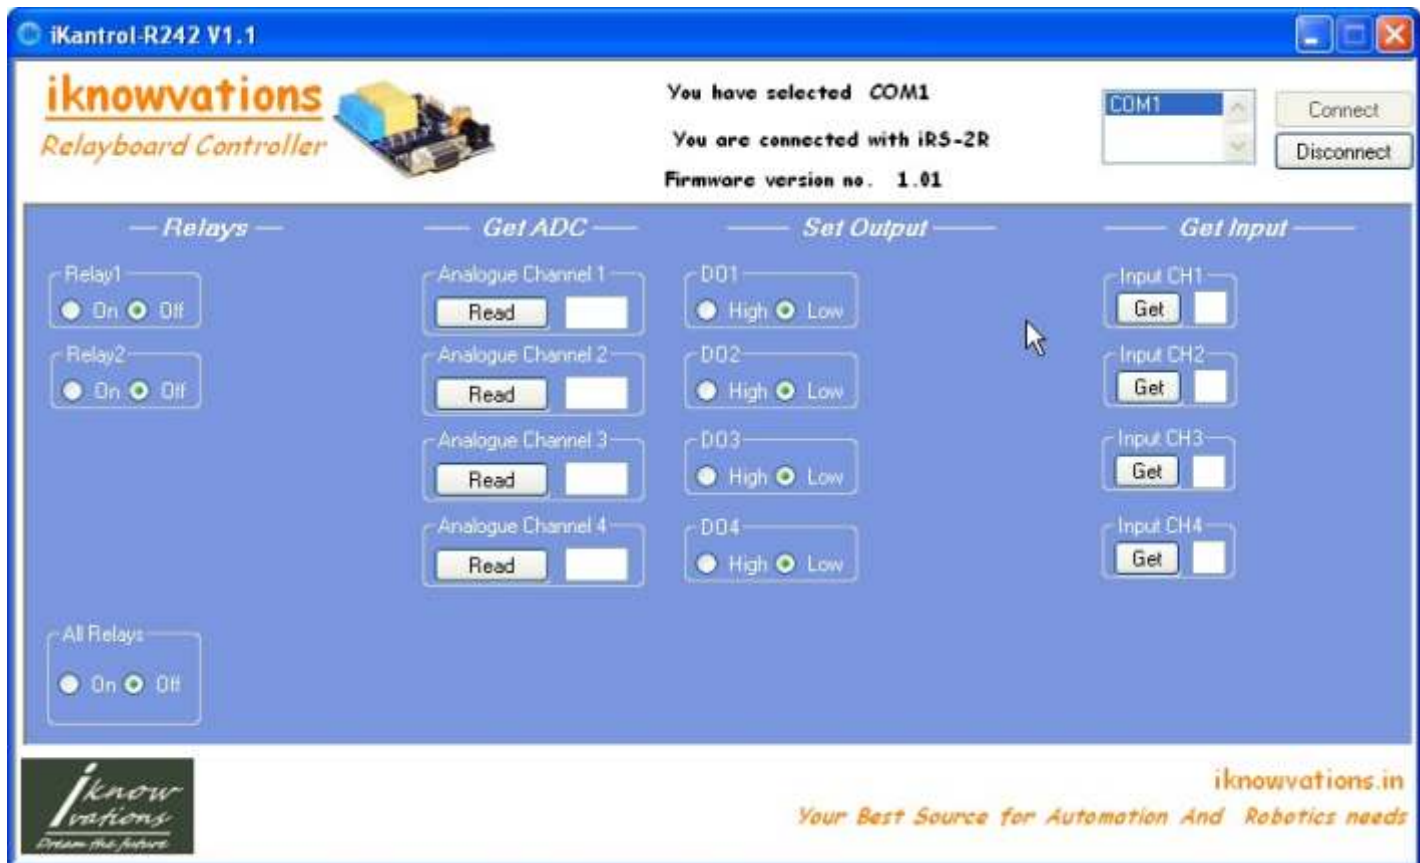 iKantrol-R242 V1.1
iknowvations
Relayboard Controller
You have selected COM1
You are connected with iRS-2R
Firmware version no. 1.01
COM1
Connect
Disconnect
Relays
Relay1
On Off
Relay2
On Off
All Relays
On Off
Get ADC
Analogue Channel 1
Read
Analogue Channel 2
Read
Analogue Channel 3
Read
Analogue Channel 4
Read
Set Output
DO1
High Low
DO2
High Low
DO3
High Low
DO4
High Low
Get Input
Input CH1
Get
Input CH2
Get
Input CH3
Get
Input CH4
Get
iknow
vations
Dream the future
iknowvations.in
Your Best Source for Automation And Robotics needs